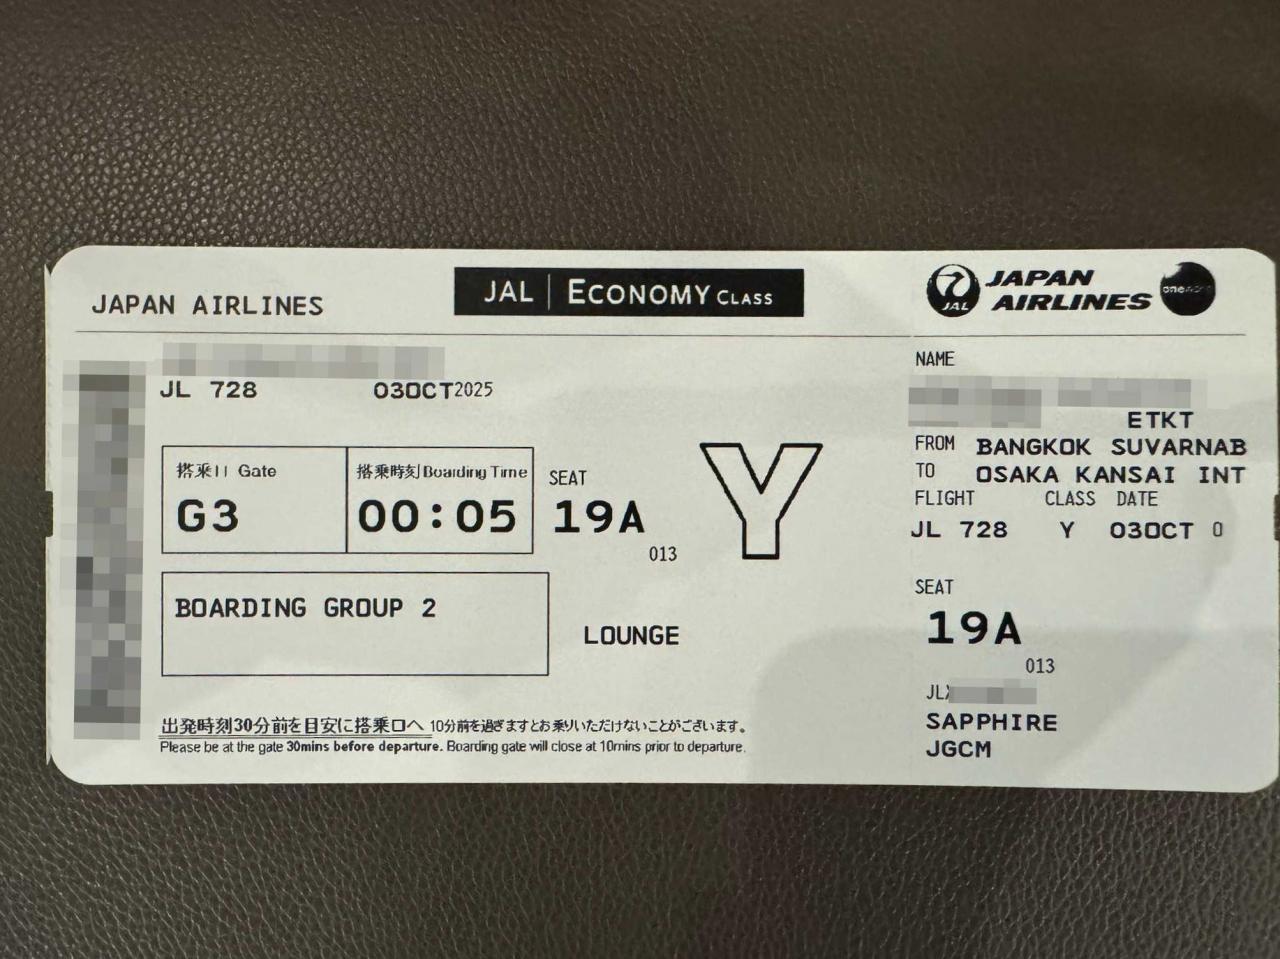 JAPAN AIRLINES
JAL | ECONOMY CLASS
JAL
JAPAN
AIRLINES
oneworld
JL 728 03OCT2025
搭乗口 Gate
G3
搭乗時刻 Boarding Time
00:05
SEAT
19A
013
Y
BOARDING GROUP 2
LOUNGE
出発時刻30分前を目安に搭乗口へ 10分前を過ぎますとお乗りいただけないことがございます。
Please be at the gate 30mins before departure. Boarding gate will close at 10mins prior to departure.
NAME
ETKT
FROM BANGKOK SUVARNAB
TO OSAKA KANSAI INT
FLIGHT CLASS DATE
JL 728 Y 03OCT 0
SEAT
19A
013
JL
SAPPHIRE
JGCM